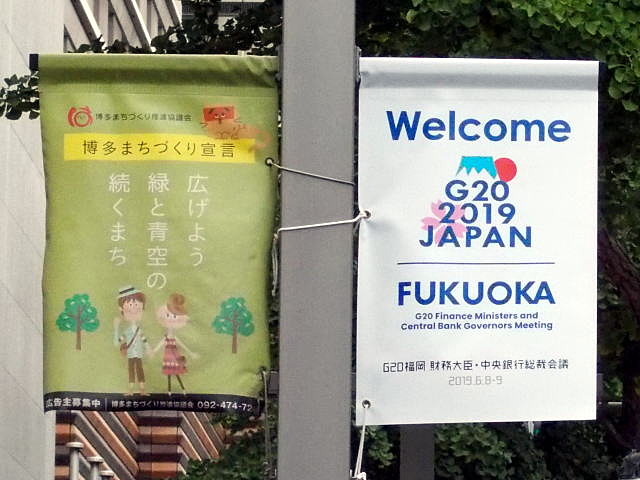 博多まちづくり推進協議会
博多まちづくり宣言
広げよう
緑と青空の
続くまち
広告主募集中 博多まちづくり推進協議会 092-474-72
Welcome
G20
2019
JAPAN
FUKUOKA
G20 Finance Ministers and
Central Bank Governors Meeting
G20福岡 財務大臣・中央銀行総裁会議
2019.6.8-9